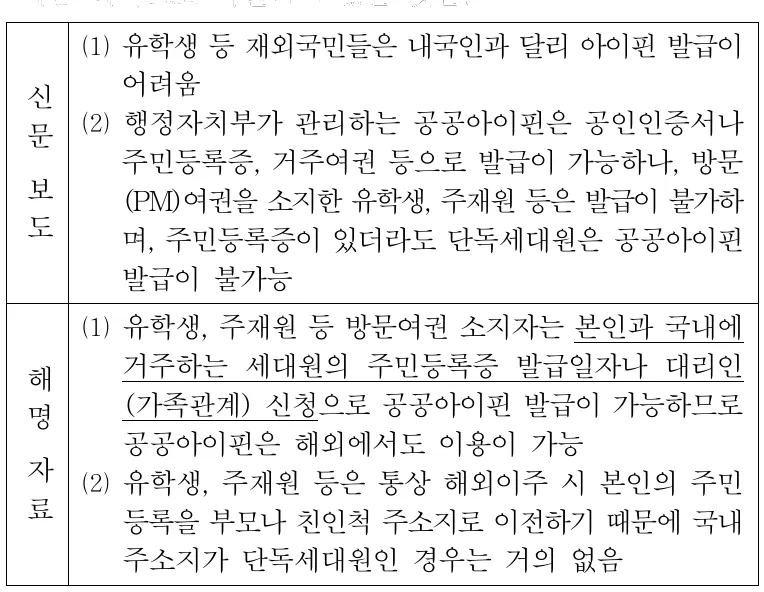 신문 보도
(1) 유학생 등 재외국민들은 내국인과 달리 아이핀 발급이
어려움
(2) 행정자치부가 관리하는 공공아이핀은 공인인증서나
주민등록증, 거주여권 등으로 발급이 가능하나, 방문
(PM)여권을 소지한 유학생, 주재원 등은 발급이 불가하
며, 주민등록증이 있더라도 단독세대원은 공공아이핀
발급이 불가능
해명 자료
(1) 유학생, 주재원 등 방문여권 소지자는 본인과 국내에
거주하는 세대원의 주민등록증 발급일자나 대리인
(가족관계) 신청으로 공공아이핀 발급이 가능하므로
공공아이핀은 해외에서도 이용이 가능
(2) 유학생, 주재원 등은 통상 해외이주 시 본인의 주민
등록을 부모나 친인척 주소지로 이전하기 때문에 국내
주소지가 단독세대원인 경우는 거의 없음